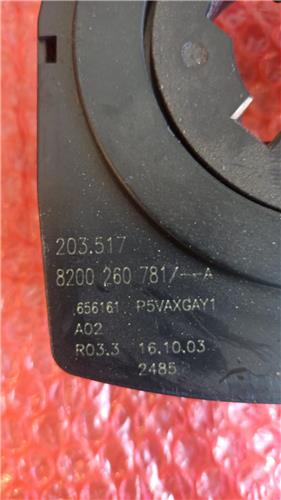 203.517
8200 260 781/---A
656161 P5VAXGAY1
A02
R03.3 16.10.03
2485